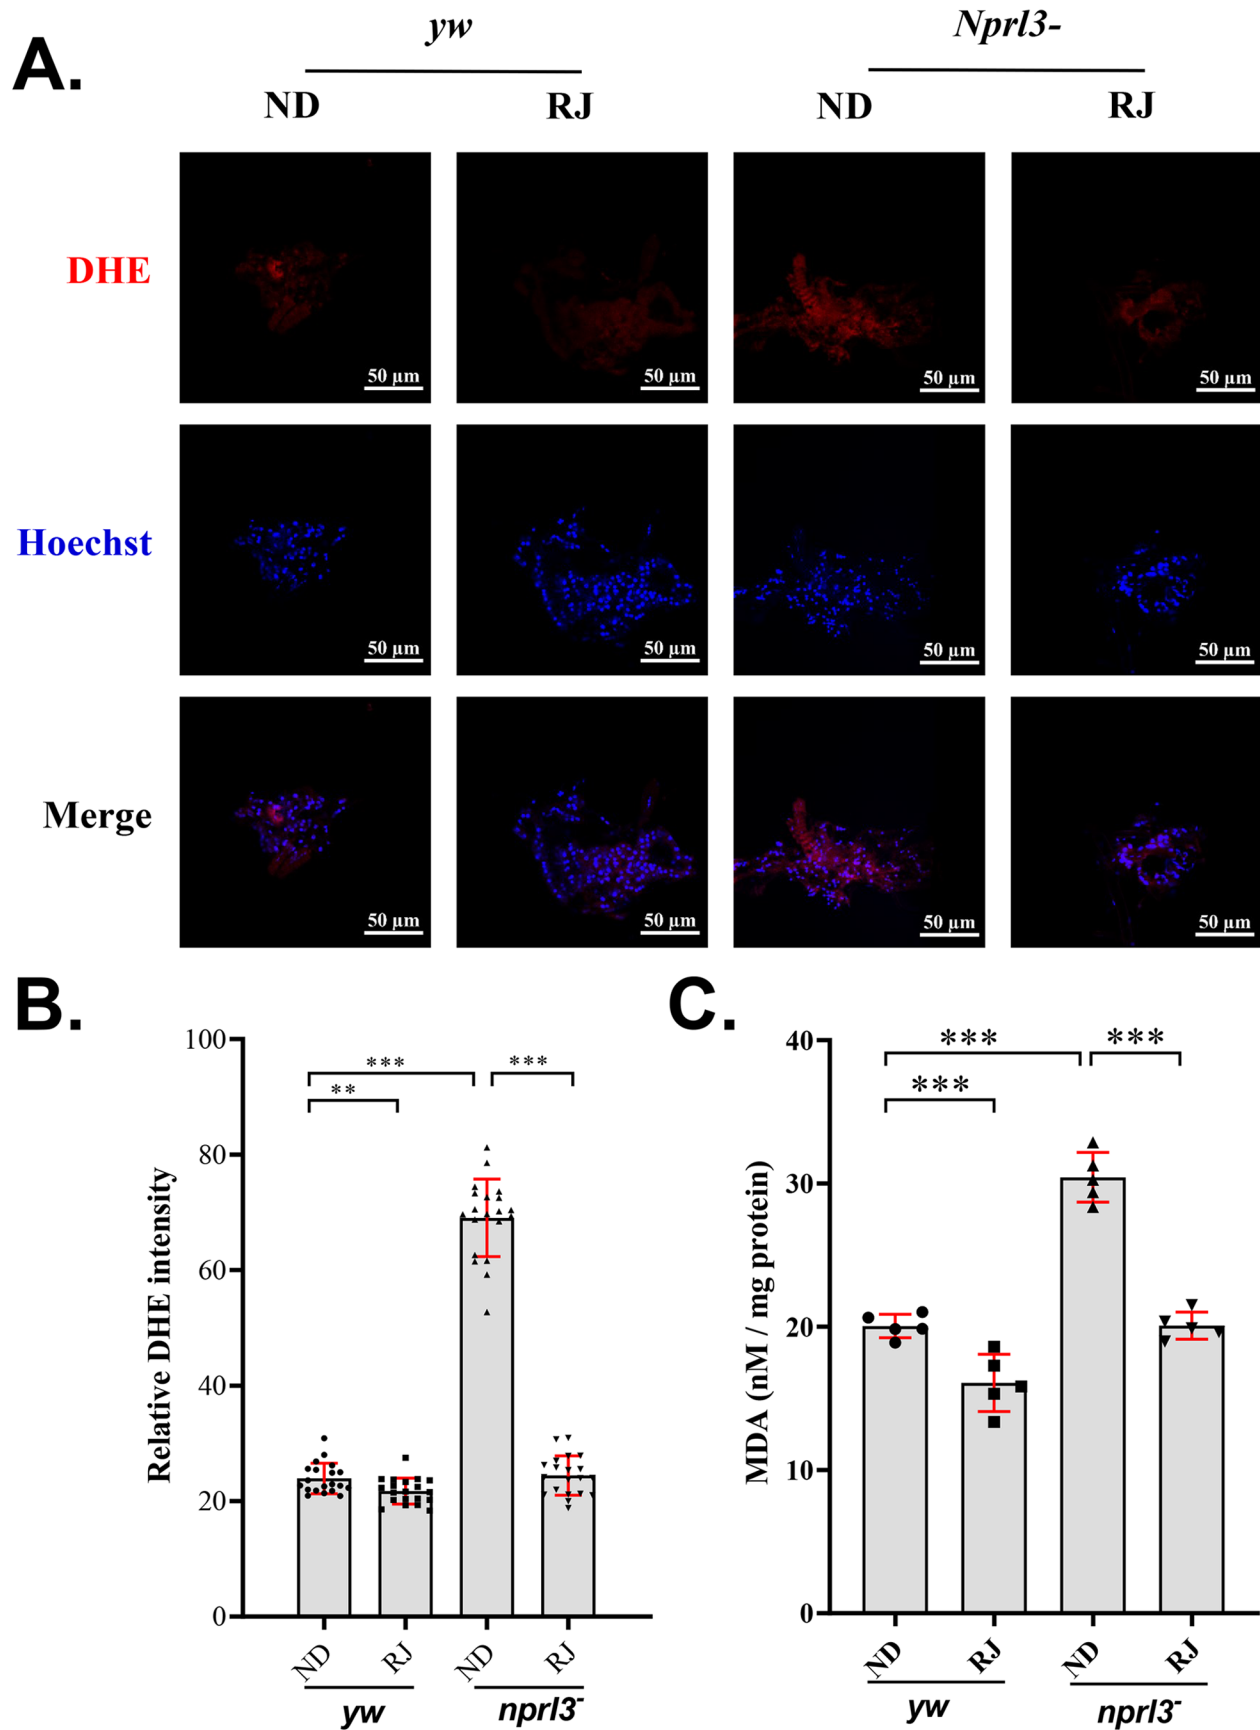 A.
yw
Nprl3-
ND
RJ
ND
RJ
DHE
50 µm
50 µm
50 µm
50 µm
Hoechst
50 µm
50 µm
50 µm
50 µm
Merge
50 µm
50 µm
50 µm
50 µm
B.
Relative DHE intensity
100
80
60
40
20
0
***
**
***
ND
RJ
ND
RJ
yw
nprl3-
C.
MDA (nM / mg protein)
40
30
20
10
0
***
***
***
ND
RJ
ND
RJ
yw
nprl3-